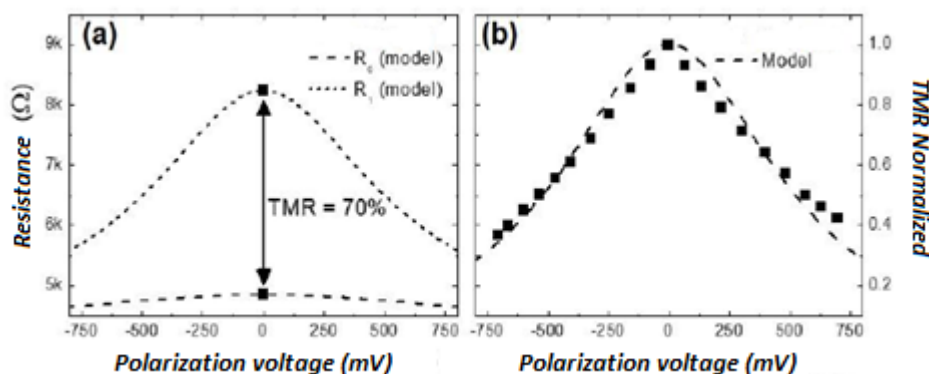 (a)
R₀ (model)
R₁ (model)
TMR = 70%
9k
8k
7k
6k
5k
Resistance (Ω)
-750 -500 -250 0 250 500 750
Polarization voltage (mV)
(b)
Model
1.0
0.8
0.6
0.4
0.2
TMR Normalized
-750 -500 -250 0 250 500 750
Polarization voltage (mV)